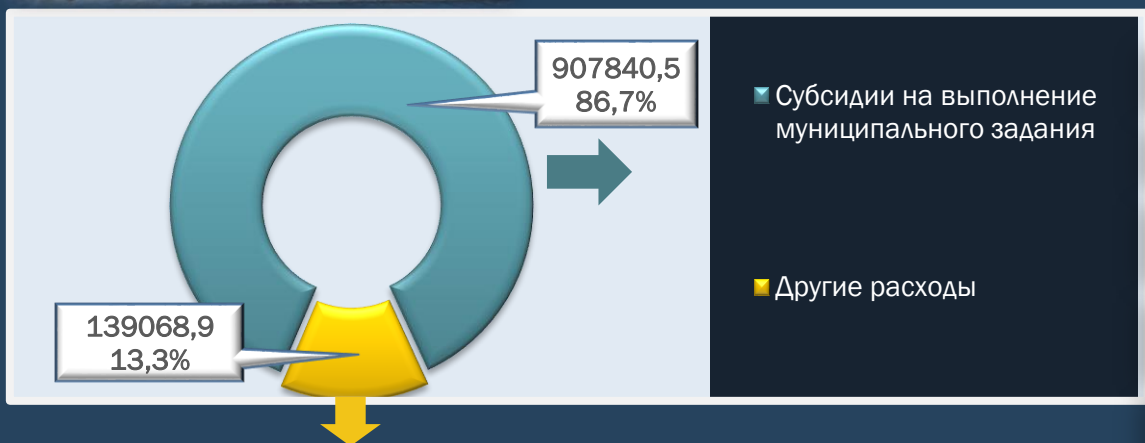 907840,5
86,7%
139068,9
13,3%
Субсидии на выполнение
муниципального задания
Другие расходы